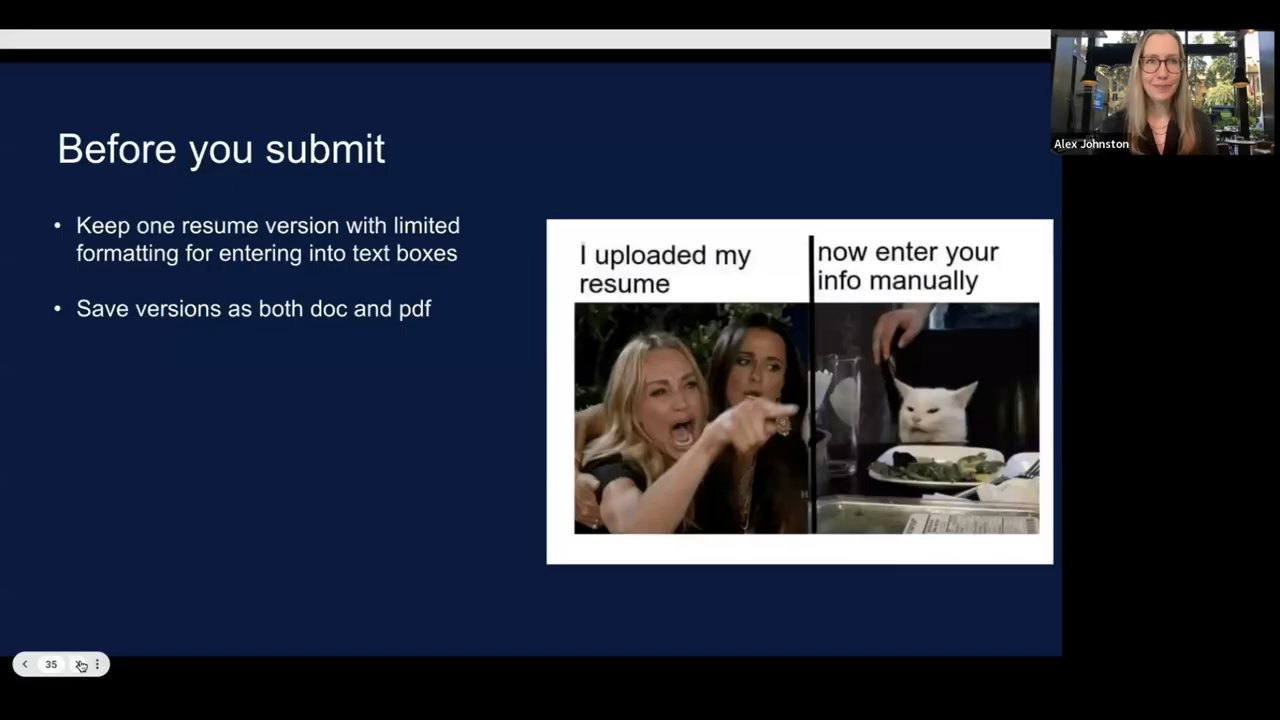 Before you submit
• Keep one resume version with limited
formatting for entering into text boxes
• Save versions as both doc and pdf
I uploaded my
resume
now enter your
info manually
Alex Johnston
35